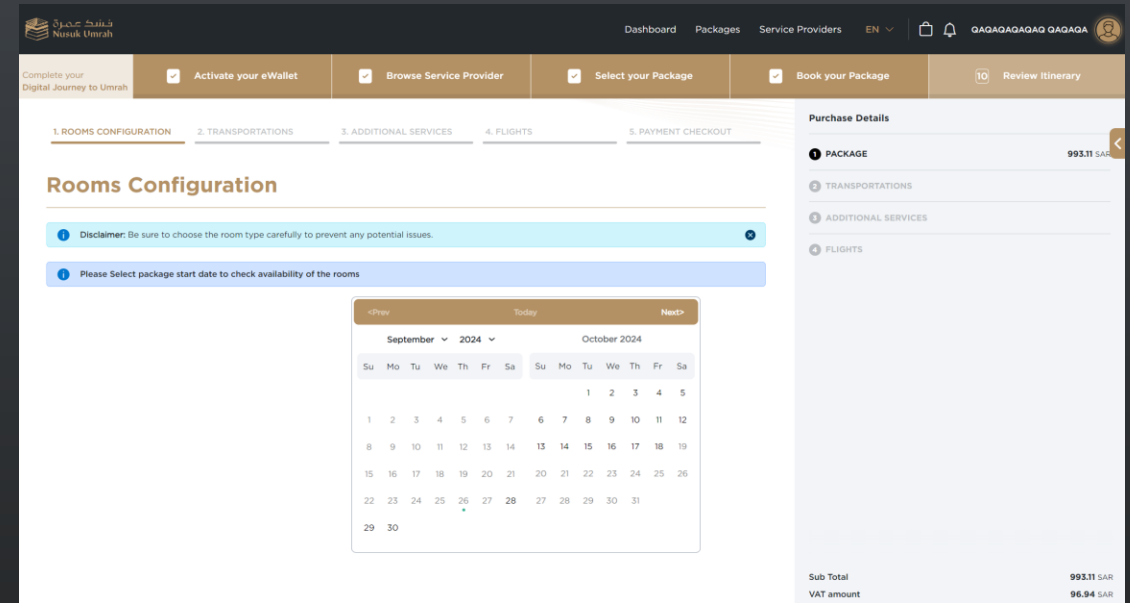 نسك عمرة
Nusuk Umrah
Dashboard Packages Service Providers EN QAQAQAQAQAQ QAQAQA
Complete your
Digital Journey to Umrah
Activate your eWallet
Browse Service Provider
Select your Package
Book your Package
10 Review Itinerary
1. ROOMS CONFIGURATION 2. TRANSPORTATIONS 3. ADDITIONAL SERVICES 4. FLIGHTS 5. PAYMENT CHECKOUT
Rooms Configuration
Disclaimer: Be sure to choose the room type carefully to prevent any potential issues.
Please Select package start date to check availability of the rooms
<Prev Today Next>
September 2024 October 2024
Su Mo Tu We Th Fr Sa Su Mo Tu We Th Fr Sa
1 2 3 4 5
1 2 3 4 5 6 7 6 7 8 9 10 11 12
8 9 10 11 12 13 14 13 14 15 16 17 18 19
15 16 17 18 19 20 21 20 21 22 23 24 25 26
22 23 24 25 26 27 28 27 28 29 30 31
29 30
Purchase Details
1 PACKAGE 993.11 SAR
2 TRANSPORTATIONS
3 ADDITIONAL SERVICES
4 FLIGHTS
Sub Total 993.11 SAR
VAT amount 96.94 SAR